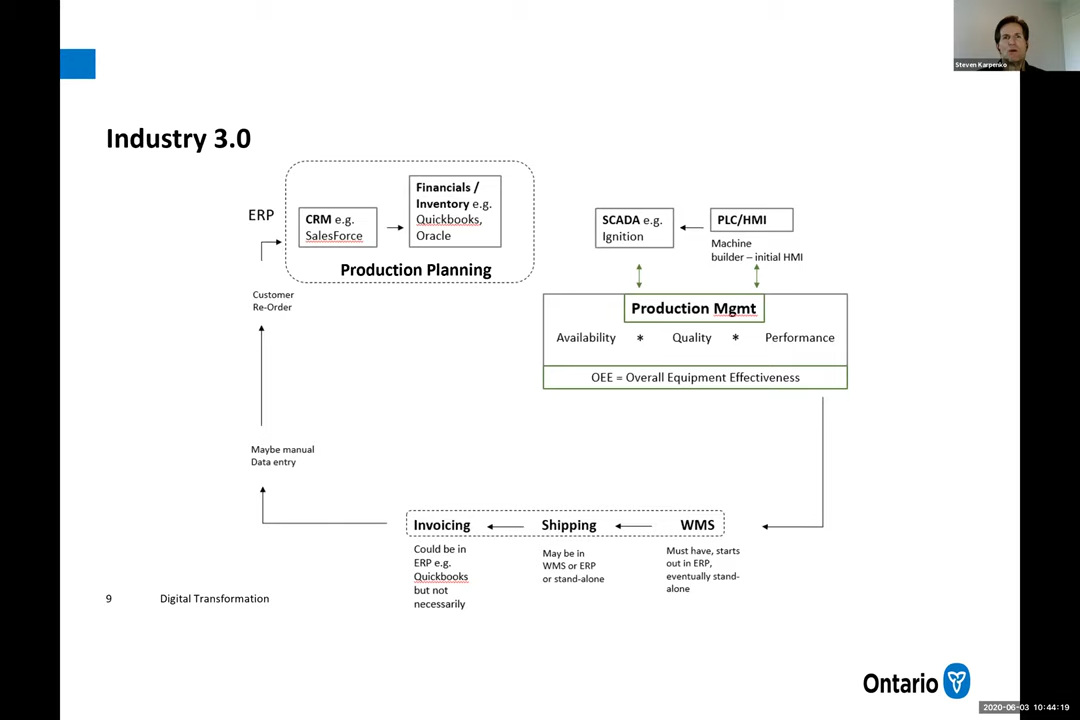 Steven Karpenko
Industry 3.0
ERP
CRM e.g.
SalesForce
Financials /
Inventory e.g.
Quickbooks,
Oracle
Production Planning
SCADA e.g.
Ignition
PLC/HMI
Machine
builder – initial HMI
Customer
Re-Order
Production Mgmt
Availability * Quality * Performance
OEE = Overall Equipment Effectiveness
Maybe manual
Data entry
Invoicing
Could be in
ERP e.g.
Quickbooks
but not
necessarily
Shipping
May be in
WMS or ERP
or stand-alone
WMS
Must have, starts
out in ERP,
eventually stand-
alone
9 Digital Transformation
Ontario
2020-06-03 10:44:19